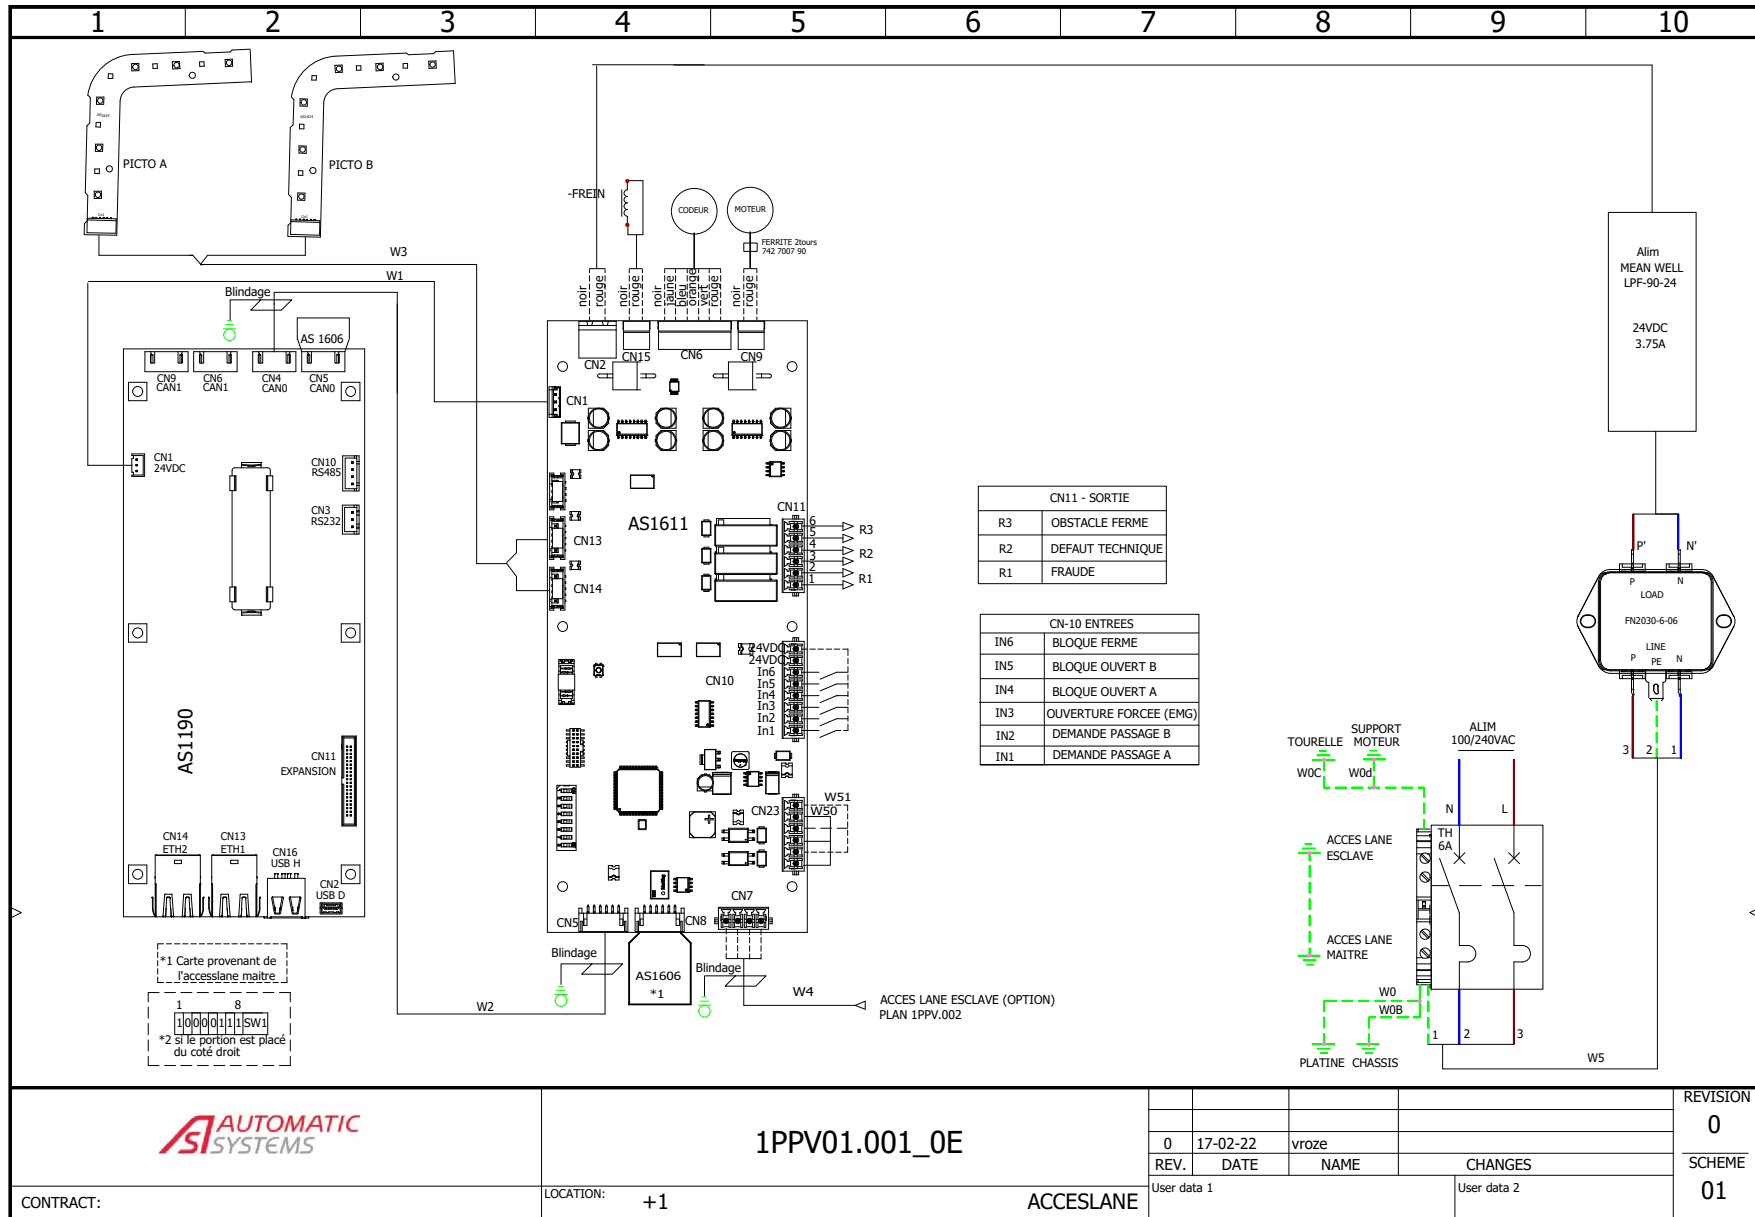 1 2 3 4 5 6 7 8 9 10
PICTO A
PICTO B
-FREIN
CODEUR
MOTEUR
FERRITE 2tours
742 7007 90
W3
W1
Blindage
noir
rouge
noir
rouge
noir
jaune
bleu
orange
vert
rouge
noir
rouge
Alim
MEAN WELL
LPF-90-24
24VDC
3.75A
AS 1606
CN9
CAN1
CN6
CAN1
CN4
CAN0
CN5
CAN0
CN2
CN15
CN6
CN9
CN1
CN1
24VDC
CN10
RS485
CN3
RS232
AS1611
CN13
CN14
CN11
6
5
4
3
2
1
R3
R2
R1
CN11 - SORTIE
R3 OBSTACLE FERME
R2 DEFAUT TECHNIQUE
R1 FRAUDE
P'
N'
P
N
LOAD
FN2030-6-06
LINE
P
PE
N
3 2 1
CN-10 ENTREES
IN6 BLOQUE FERME
IN5 BLOQUE OUVERT B
IN4 BLOQUE OUVERT A
IN3 OUVERTURE FORCEE (EMG)
IN2 DEMANDE PASSAGE B
IN1 DEMANDE PASSAGE A
24VDC
24VDC
In6
In5
In4
In3
In2
In1
CN10
AS1190
CN11
EXPANSION
CN14
ETH2
CN13
ETH1
CN16
USB H
CN2
USB D
CN23
W51
W50
CN7
CN5
CN8
TOURELLE
SUPPORT
MOTEUR
W0C
W0d
ALIM
100/240VAC
N
L
TH
6A
ACCES LANE
ESCLAVE
ACCES LANE
MAITRE
W0
W0B
PLATINE
CHASSIS
1
2
3
W5
*1 Carte provenant de
l'accesslane maitre
1 8
10000111SW1
*2 si le portion est placé
du coté droit
Blindage
AS1606
*1
Blindage
W2
W4
ACCES LANE ESCLAVE (OPTION)
PLAN 1PPV.002
AUTOMATIC
SYSTEMS
1PPV01.001_0E
0 17-02-22 vroze
REV. DATE NAME CHANGES
REVISION
0
SCHEME
01
CONTRACT:
LOCATION:
+1
ACCESLANE
User data 1
User data 2